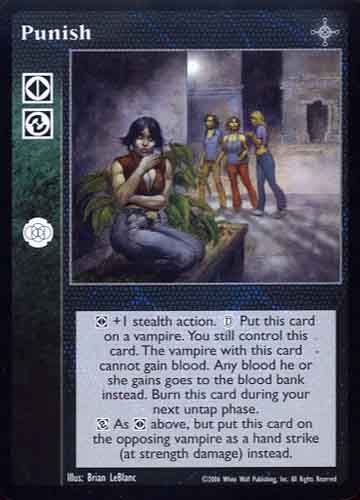 Punish
+1 stealth action. D Put this card
on a vampire. You still control
this card. The vampire with this card
cannot gain blood. Any blood he or
she gains goes to the blood bank
instead. Burn this card during your
next untap phase.
As above, but put this card on
the opposing vampire as a hand strike
(at strength damage) instead.
Illus: Brian LeBlanc
©2006 White Wolf Publishing, Inc. All Rights Reserved.